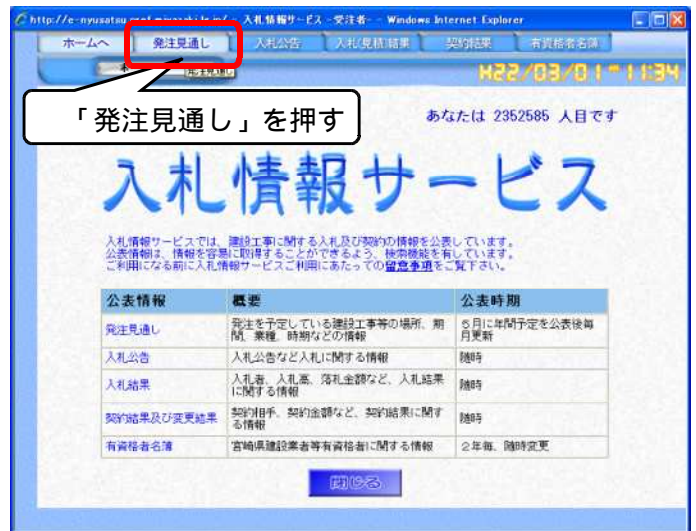 http://e-nyusatsu.pref.miyazaki.lg.jp/ - 入札情報サービス -受注者- - Windows Internet Explorer
ホームへ 発注見通し 入札公告 入札(見積)結果 契約結果 有資格者名簿
発注見通し H22/03/01-11:34
「発注見通し」を押す
あなたは 2352585 人目です
入札情報サービス
入札情報サービスでは、建設工事に関する入札及び契約の情報を公表しています。
公表情報は、情報を容易に取得することができるよう、検索機能を有しています。
ご利用になる前に入札情報サービスご利用にあたっての留意事項をご覧下さい。
公表情報 概要 公表時期
発注見通し 発注を予定している建設工事等の場所、期間、業種、時期などの情報 5月に年間予定を公表後毎月更新
入札公告 入札公告など入札に関する情報 随時
入札結果 入札者、入札高、落札金額など、入札結果に関する情報 随時
契約結果及び変更結果 契約相手、契約金額など、契約結果に関する情報 随時
有資格者名簿 宮崎県建設業者等有資格者に関する情報 2年毎、随時変更
閉じる